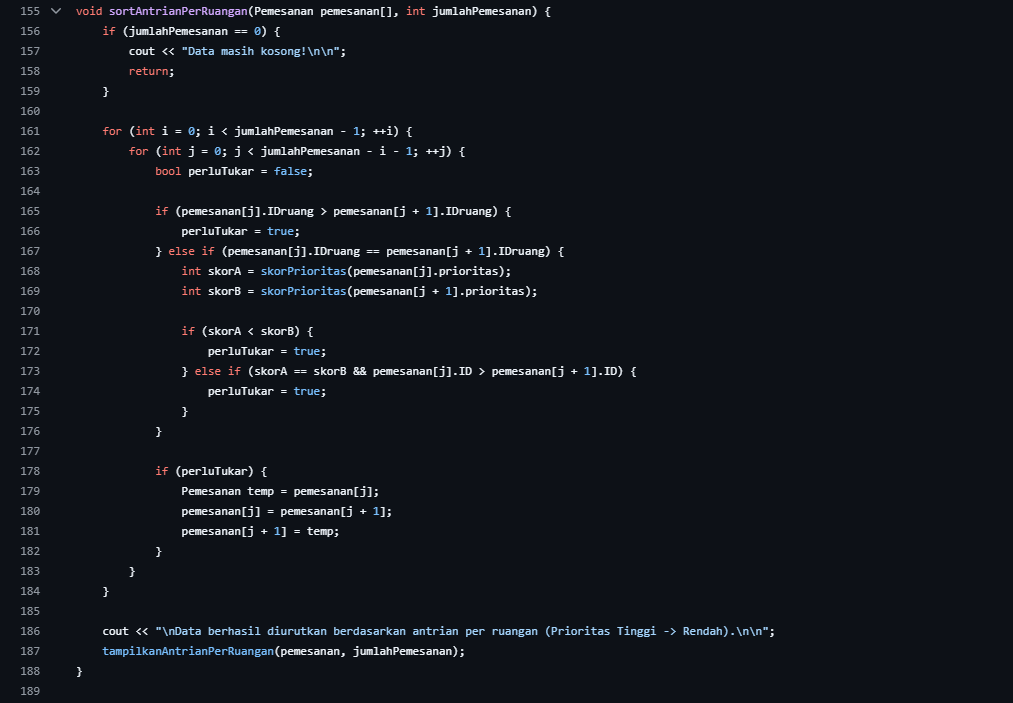 155 void sortAntrianPerRuangan(Pemesanan pemesanan[], int jumlahPemesanan) {
156     if (jumlahPemesanan == 0) {
157         cout << "Data masih kosong!\n\n";
158         return;
159     }
160
161     for (int i = 0; i < jumlahPemesanan - 1; ++i) {
162         for (int j = 0; j < jumlahPemesanan - i - 1; ++j) {
163             bool perluTukar = false;
164
165             if (pemesanan[j].IDruang > pemesanan[j + 1].IDruang) {
166                 perluTukar = true;
167             } else if (pemesanan[j].IDruang == pemesanan[j + 1].IDruang) {
168                 int skorA = skorPrioritas(pemesanan[j].prioritas);
169                 int skorB = skorPrioritas(pemesanan[j + 1].prioritas);
170
171                 if (skorA < skorB) {
172                     perluTukar = true;
173                 } else if (skorA == skorB && pemesanan[j].ID > pemesanan[j + 1].ID) {
174                     perluTukar = true;
175                 }
176             }
177
178             if (perluTukar) {
179                 Pemesanan temp = pemesanan[j];
180                 pemesanan[j] = pemesanan[j + 1];
181                 pemesanan[j + 1] = temp;
182             }
183         }
184     }
185
186     cout << "\nData berhasil diurutkan berdasarkan antrian per ruangan (Prioritas Tinggi -> Rendah).\n\n";
187     tampilkanAntrianPerRuangan(pemesanan, jumlahPemesanan);
188 }
189